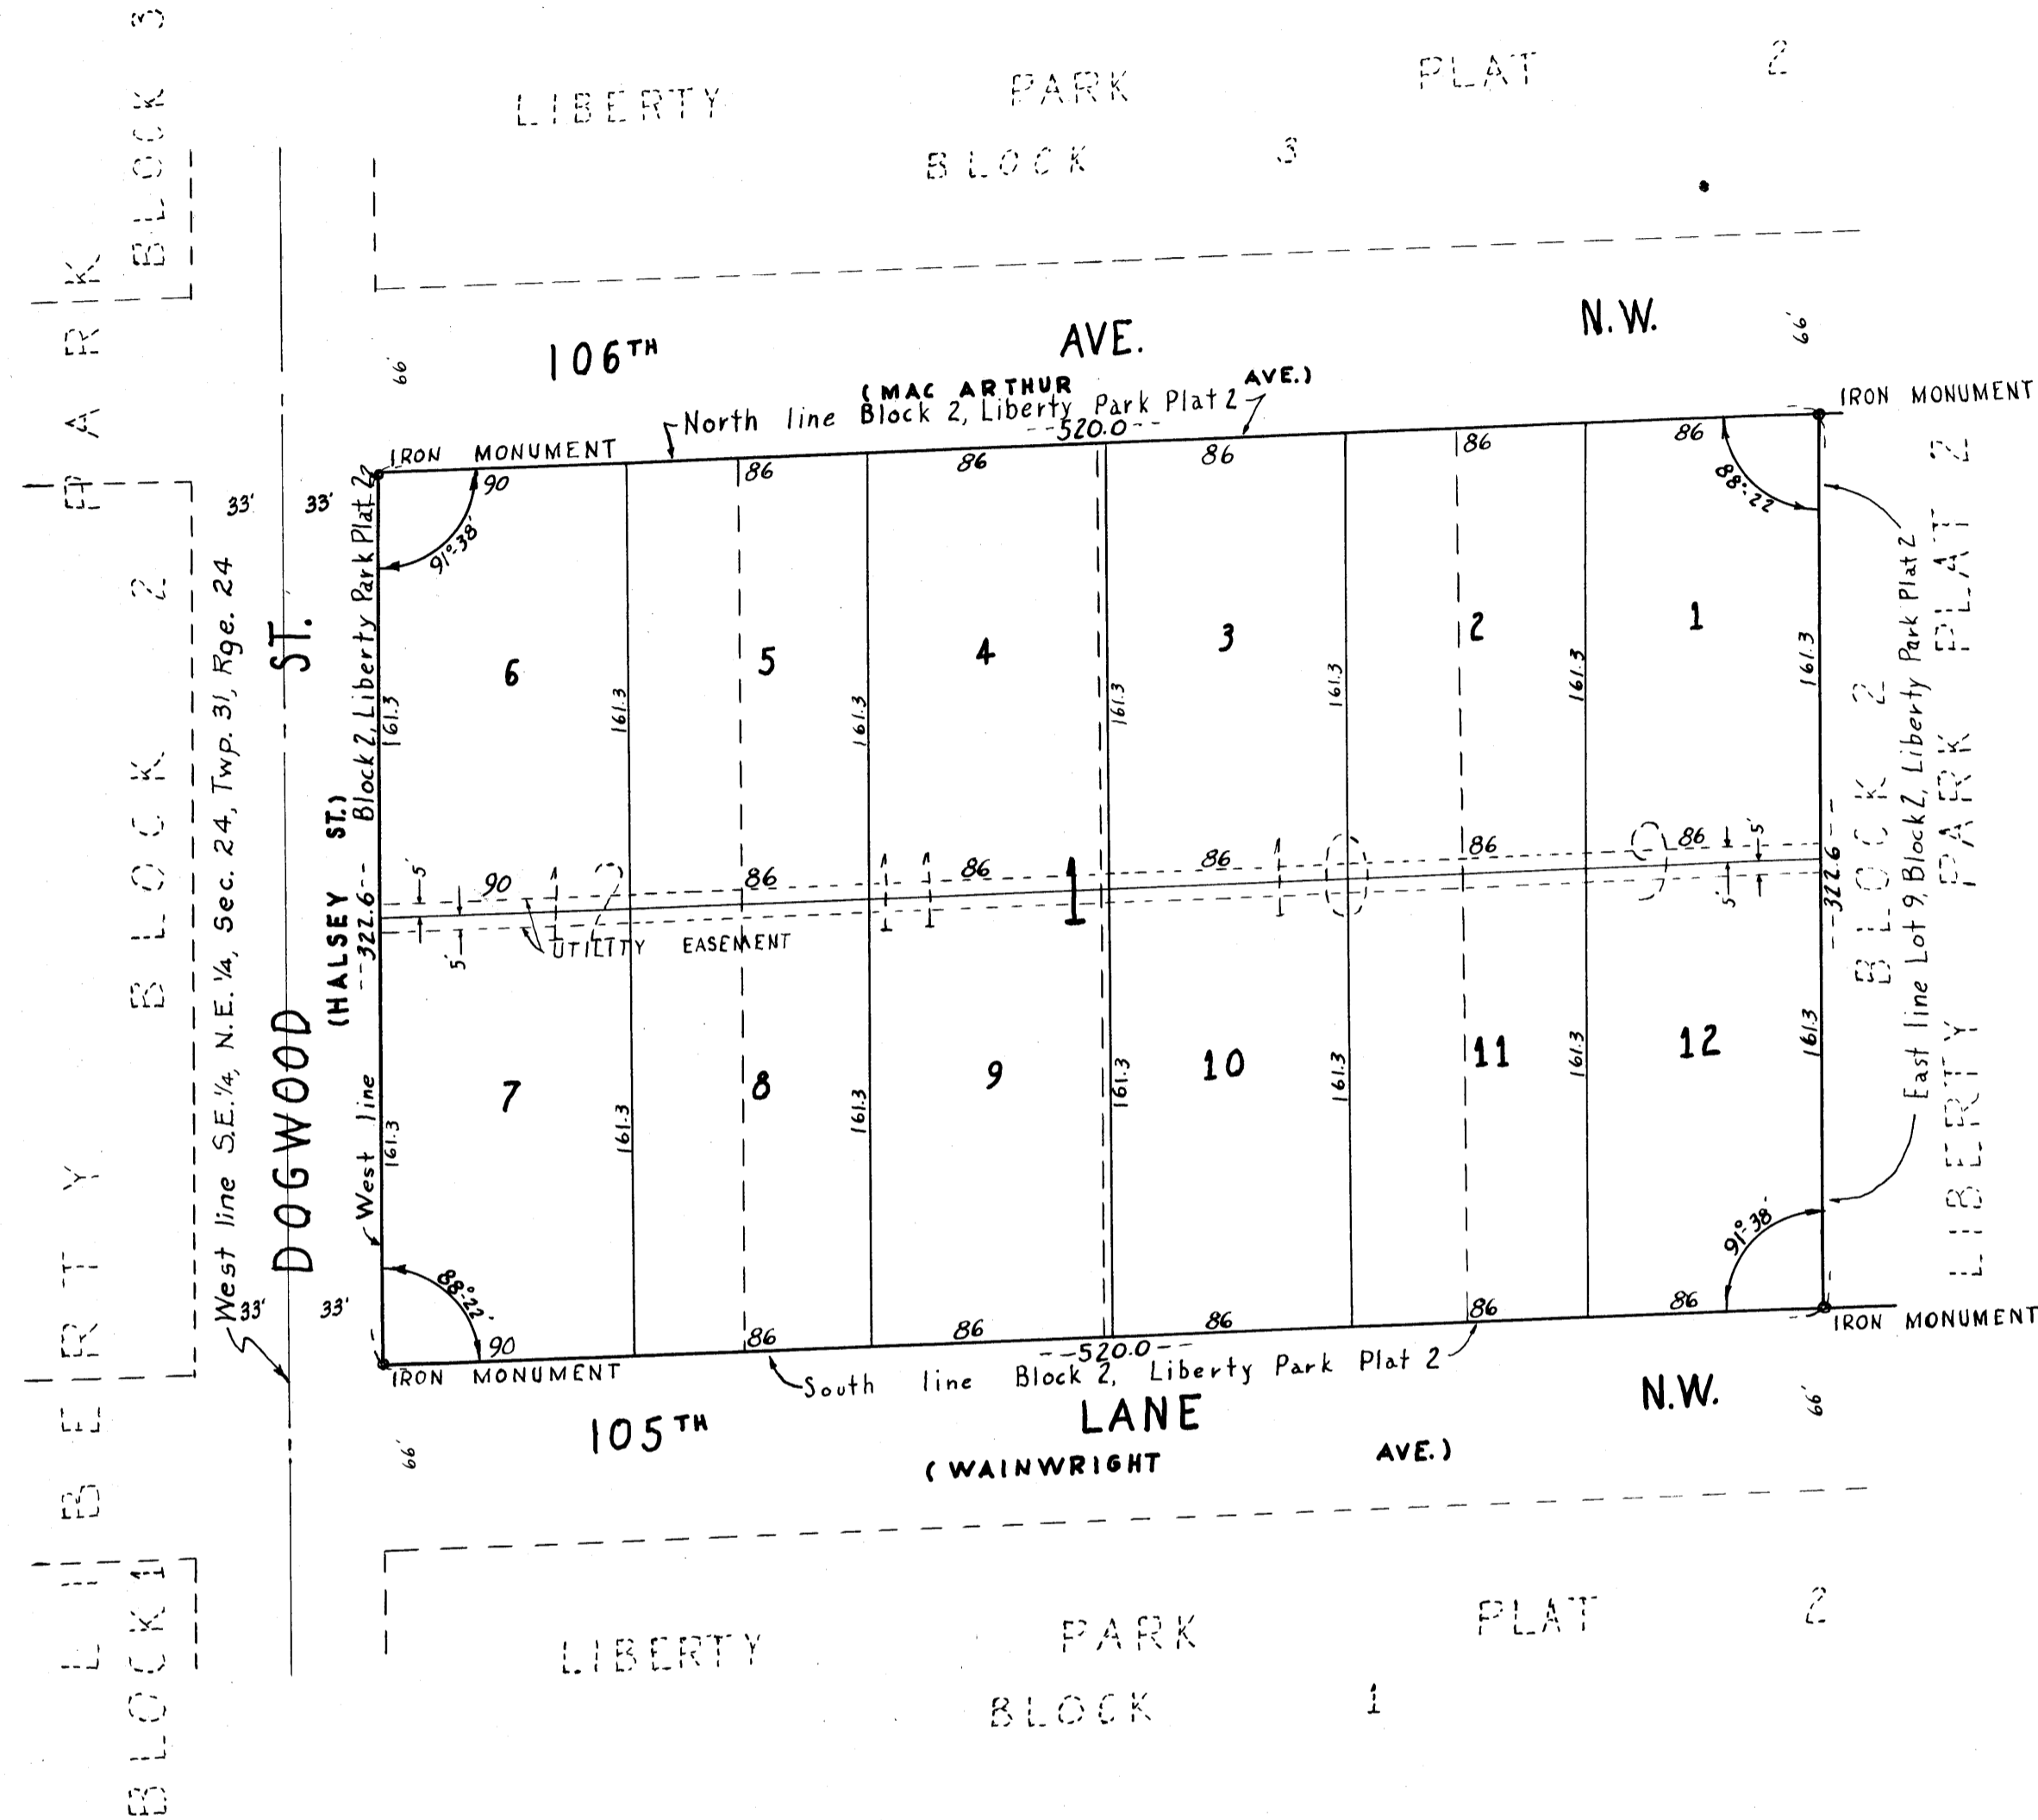 LIBERTY PARK PLAT 2
BLOCK 3
BLOCK 3
106TH AVE. N.W.
(MAC ARTHUR AVE.)
66'
66'
North line Block 2, Liberty Park Plat 2
--520.0--
IRON MONUMENT
IRON MONUMENT
90 86 86 86 86 86
91°-38'
88°-22'
33' 33'
6 5 4 3 2 1
161.3 161.3 161.3 161.3 161.3 161.3 161.3
West line Block 2, Liberty Park Plat 2
--322.6--
(HALSEY ST.)
DOGWOOD ST.
West line S.E. 1/4, N.E. 1/4, Sec. 24, Twp. 31, Rge. 24
BLOCK 2
LIBERTY PARK
5' 90 86 86 86 86 86 5'
1
5' 5'
UTILITY EASEMENT
--322.6--
East line Lot 9, Block 2, Liberty Park Plat 2
BLOCK 2
LIBERTY PARK PLAT 2
7 8 9 10 11 12
161.3 161.3 161.3 161.3 161.3 161.3 161.3
88°-22'
91°-38'
33' 33'
90 86 86 86 86 86
IRON MONUMENT
IRON MONUMENT
--520.0--
South line Block 2, Liberty Park Plat 2
105TH LANE N.W.
(WAINWRIGHT AVE.)
66'
66'
BLOCK 1
LIBERTY PARK PLAT 2
BLOCK 1